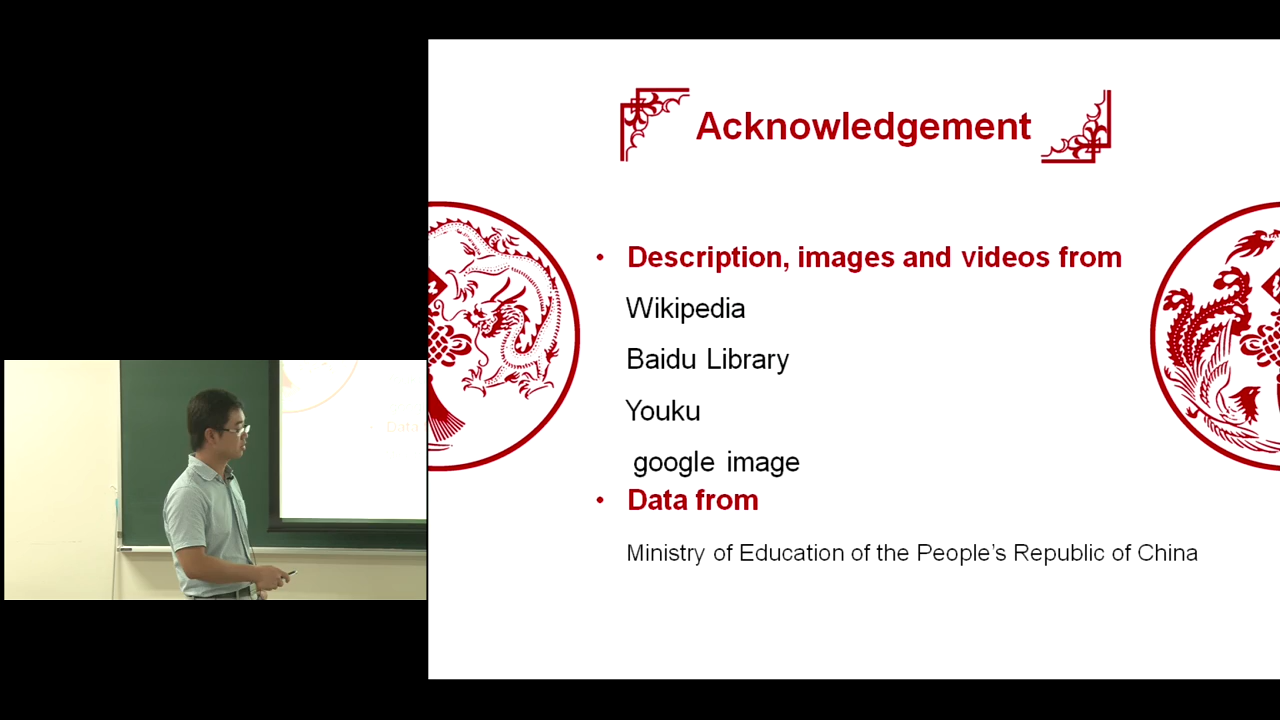 Acknowledgement
• Description, images and videos from
Wikipedia
Baidu Library
Youku
google image
• Data from
Ministry of Education of the People’s Republic of China
Data